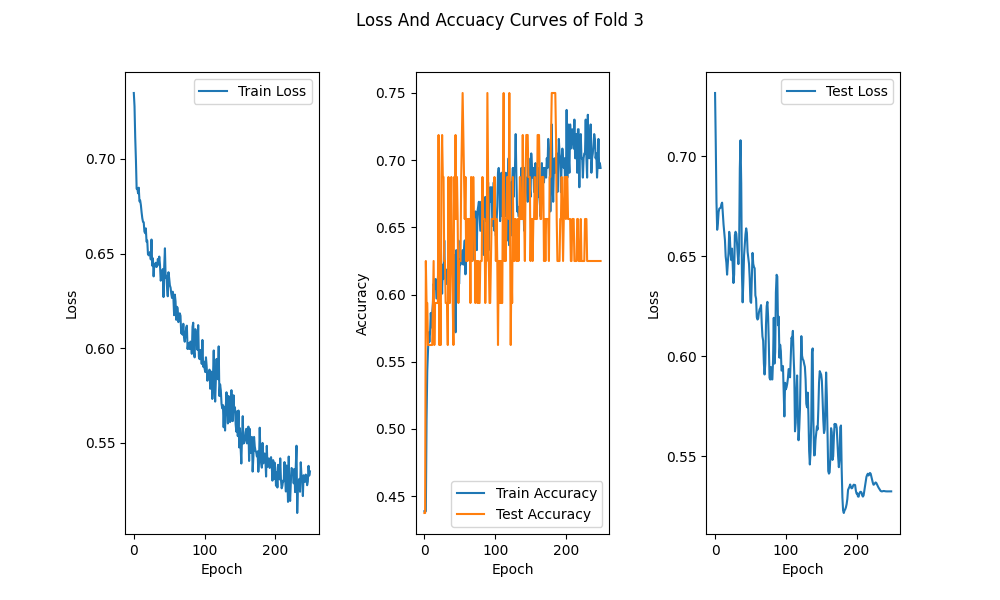 Loss And Accuacy Curves of Fold 3
Train Loss
0.70
0.65
0.60
0.55
Loss
0 100 200
Epoch
0.75
0.70
0.65
0.60
0.55
0.50
0.45
Accuracy
Train Accuracy
Test Accuracy
0 100 200
Epoch
Test Loss
0.70
0.65
0.60
0.55
Loss
0 100 200
Epoch